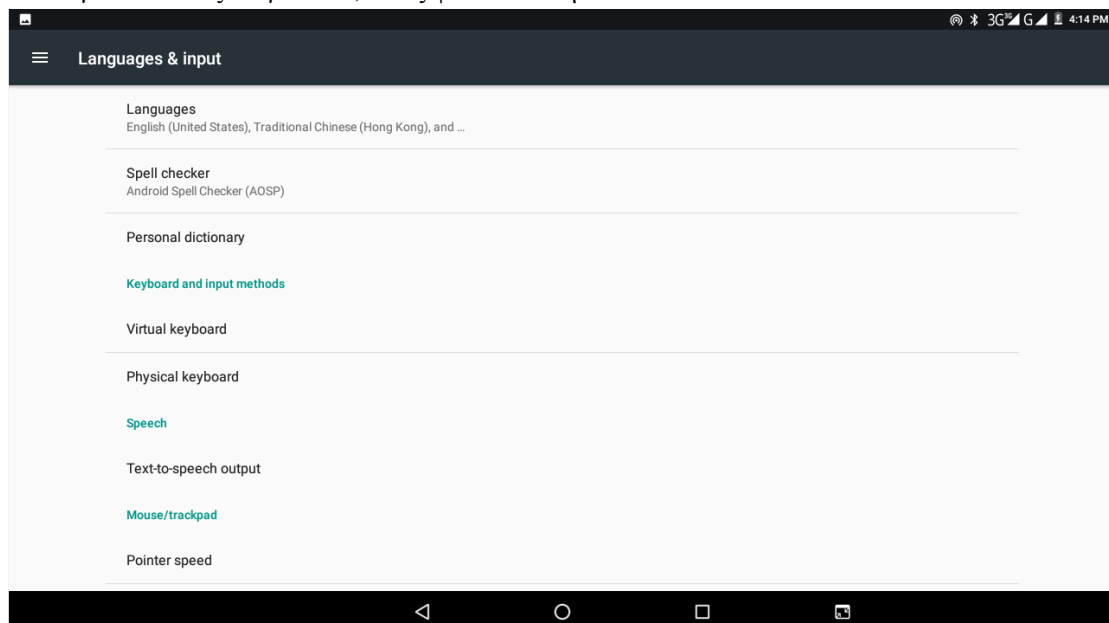 3G 3G G 4:14 PM
Languages & input
Languages
English (United States), Traditional Chinese (Hong Kong), and ...
Spell checker
Android Spell Checker (AOSP)
Personal dictionary
Keyboard and input methods
Virtual keyboard
Physical keyboard
Speech
Text-to-speech output
Mouse/trackpad
Pointer speed